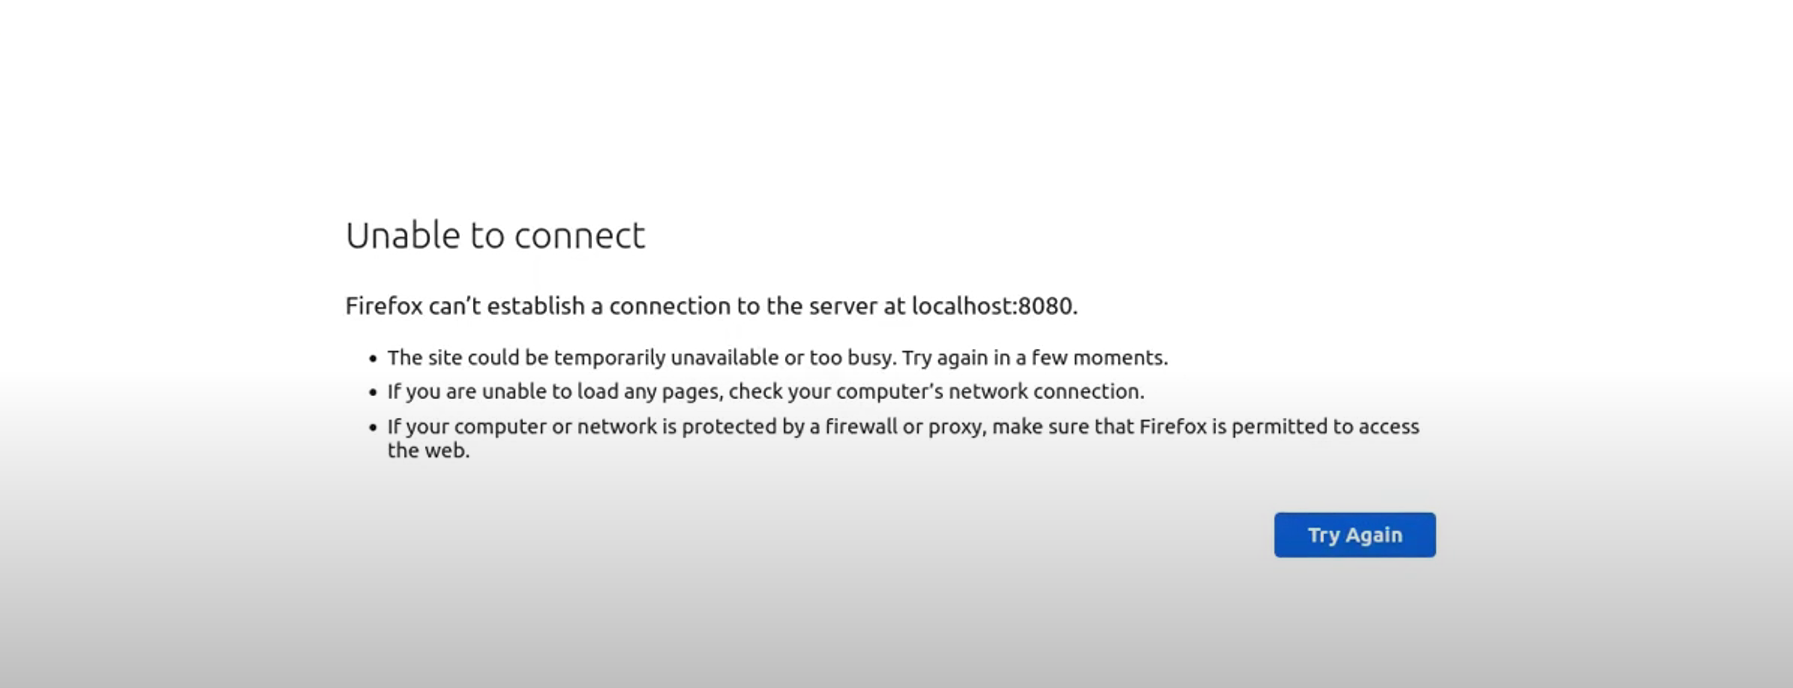 Unable to connect
Firefox can’t establish a connection to the server at localhost:8080.
• The site could be temporarily unavailable or too busy. Try again in a few moments.
• If you are unable to load any pages, check your computer’s network connection.
• If your computer or network is protected by a firewall or proxy, make sure that Firefox is permitted to access
the web.
Try Again